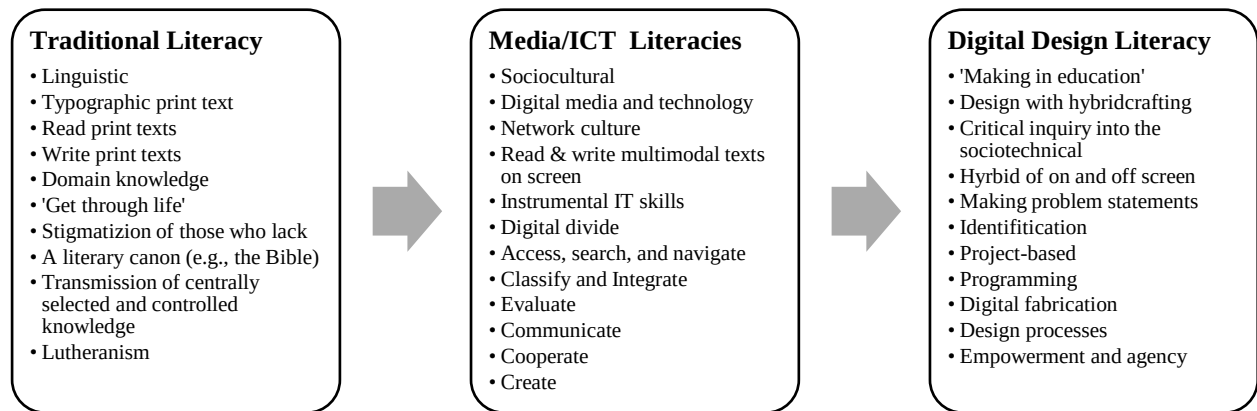 Traditional Literacy
• Linguistic
• Typographic print text
• Read print texts
• Write print texts
• Domain knowledge
• 'Get through life'
• Stigmatizion of those who lack
• A literary canon (e.g., the Bible)
• Transmission of centrally
selected and controlled
knowledge
• Lutheranism
Media/ICT Literacies
• Sociocultural
• Digital media and technology
• Network culture
• Read & write multimodal texts
on screen
• Instrumental IT skills
• Digital divide
• Access, search, and navigate
• Classify and Integrate
• Evaluate
• Communicate
• Cooperate
• Create
Digital Design Literacy
• 'Making in education'
• Design with hybridcrafting
• Critical inquiry into the
sociotechnical
• Hyrbid of on and off screen
• Making problem statements
• Identifitication
• Project-based
• Programming
• Digital fabrication
• Design processes
• Empowerment and agency